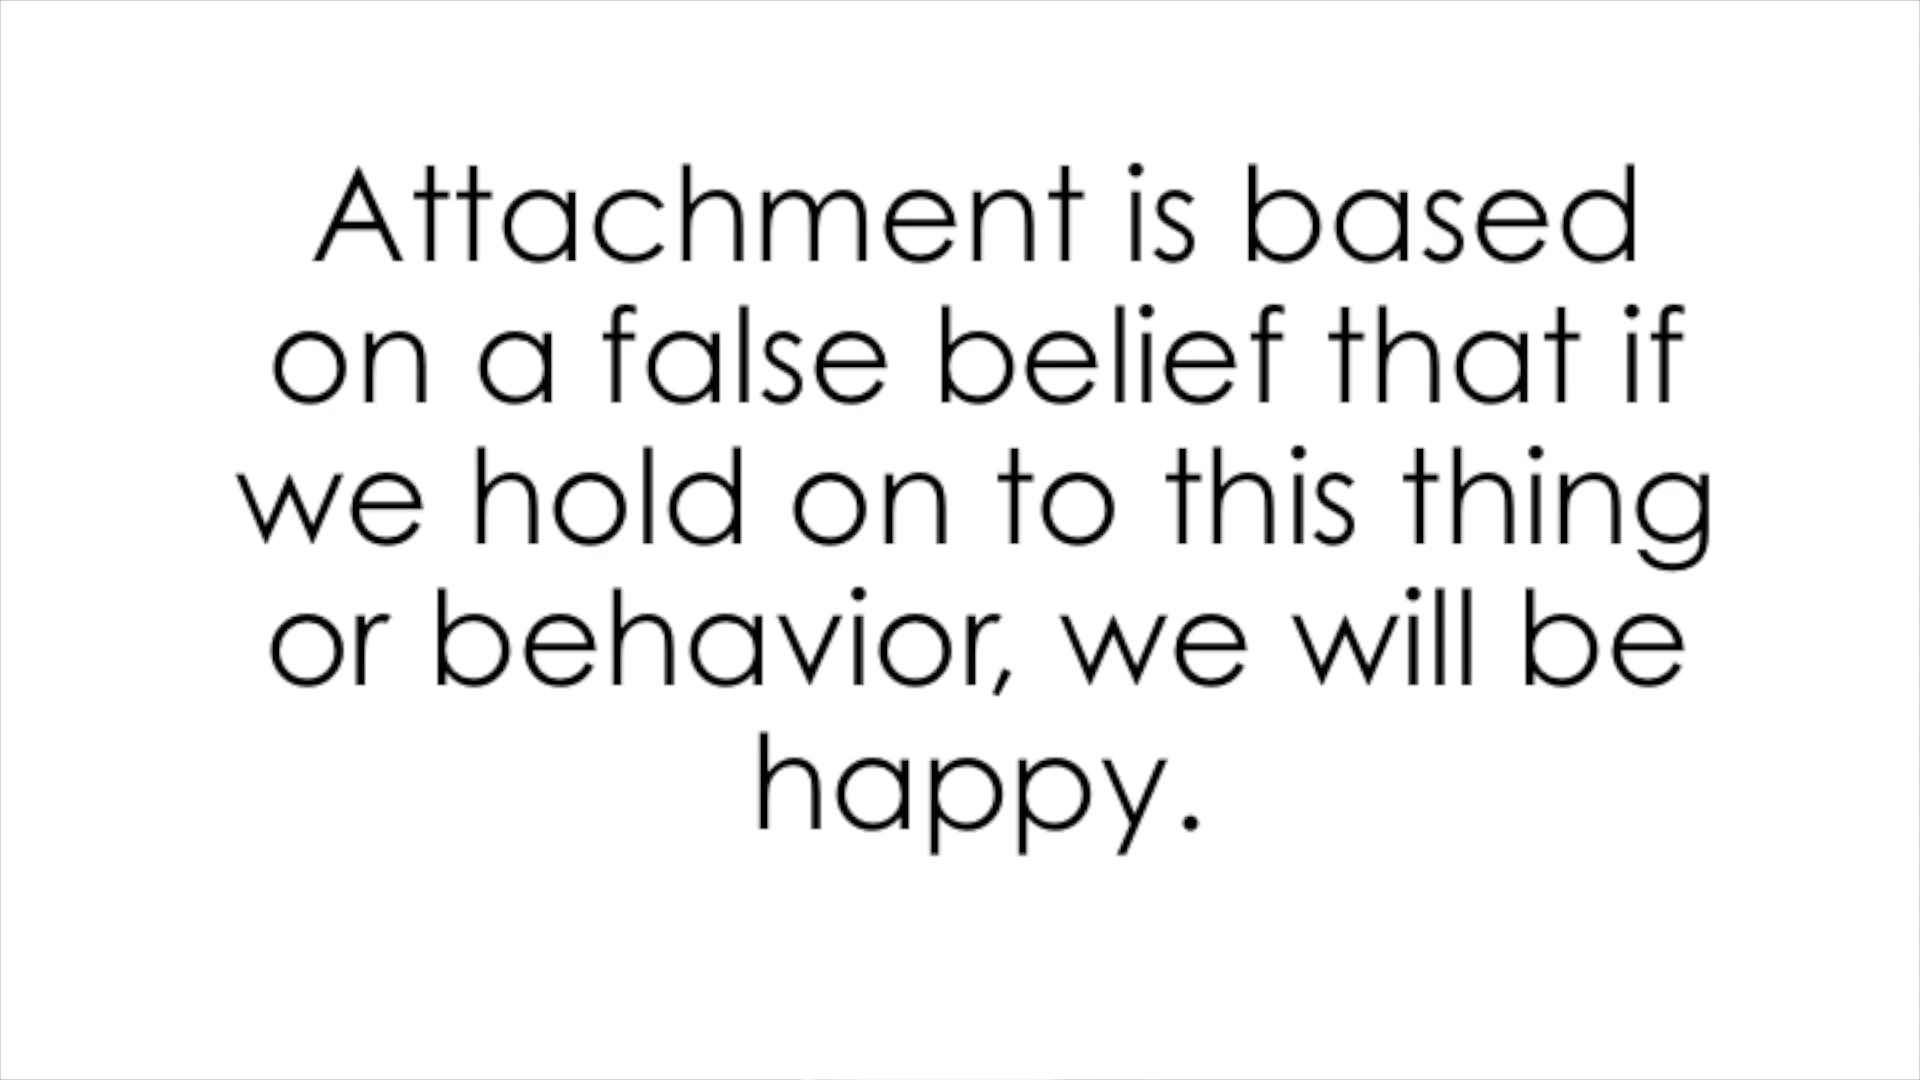 Attachment is based
on a false belief that if
we hold on to this thing
or behavior, we will be
happy.